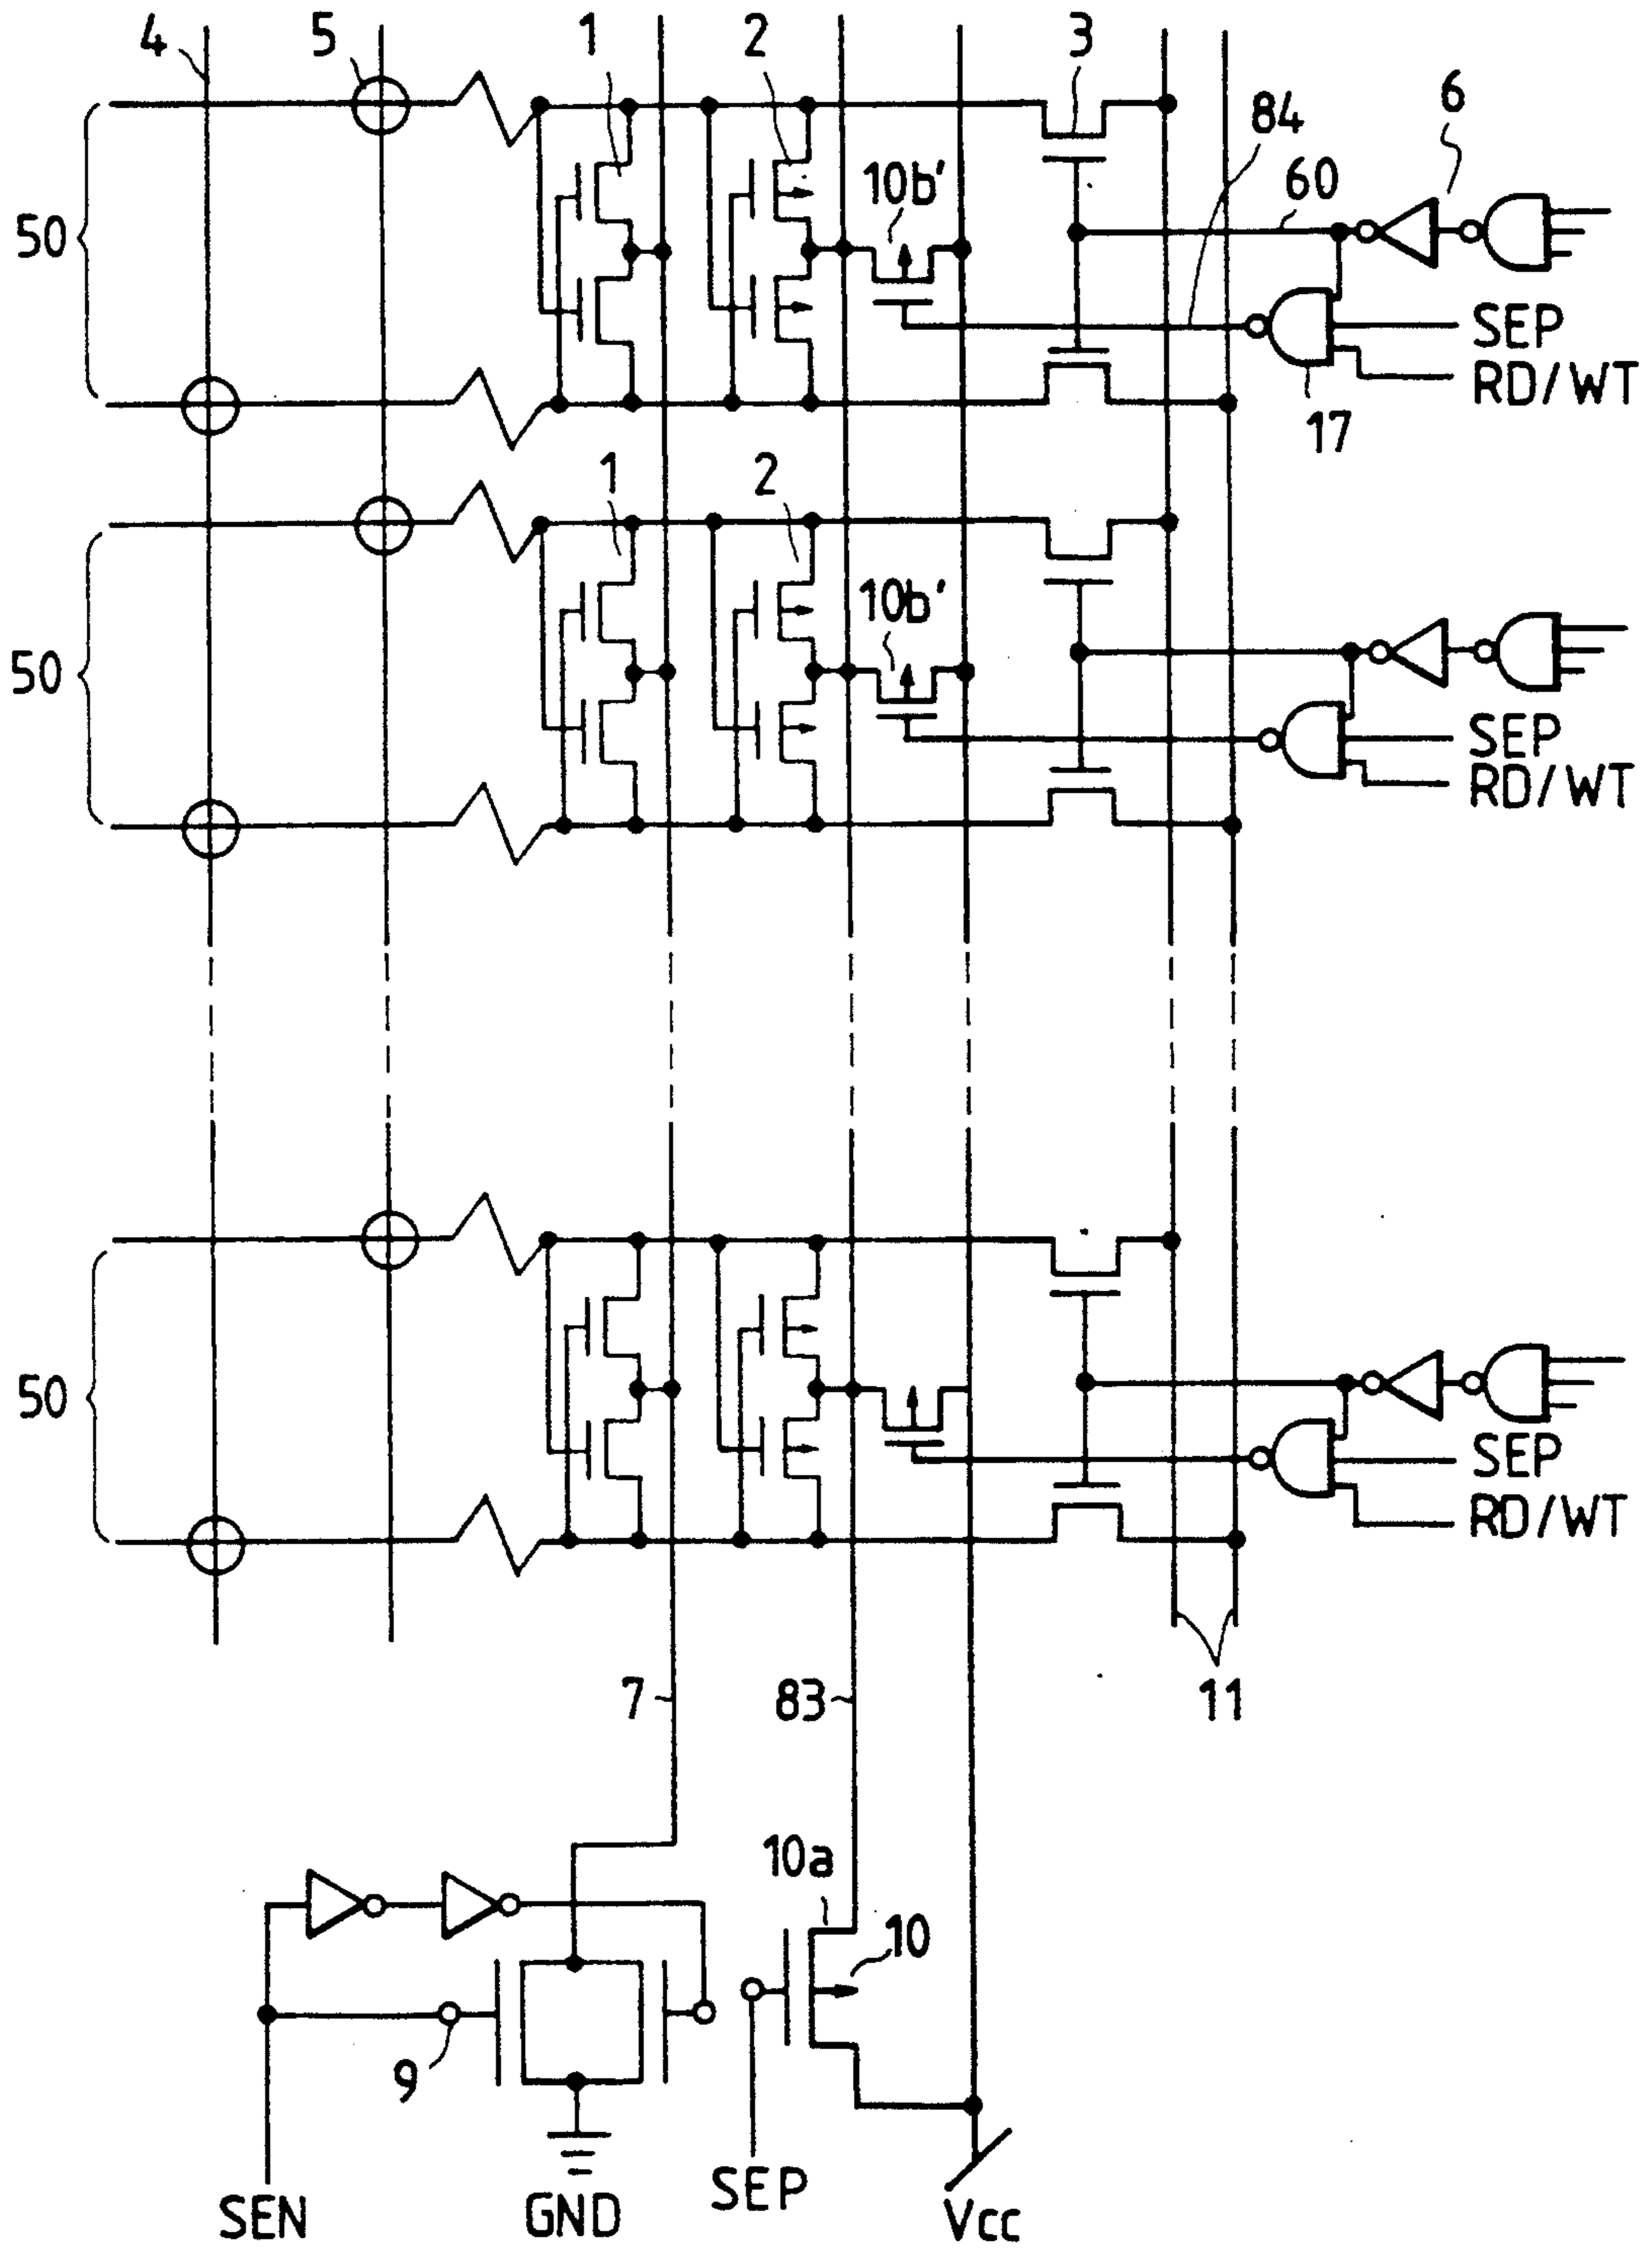 4 5 1 2 3 6
84
10b'
60
50
SEP
RD/WT
17
1 2
10b'
50
SEP
RD/WT
50
SEP
RD/WT
7 83 11
10a
10
9
SEN GND SEP Vcc